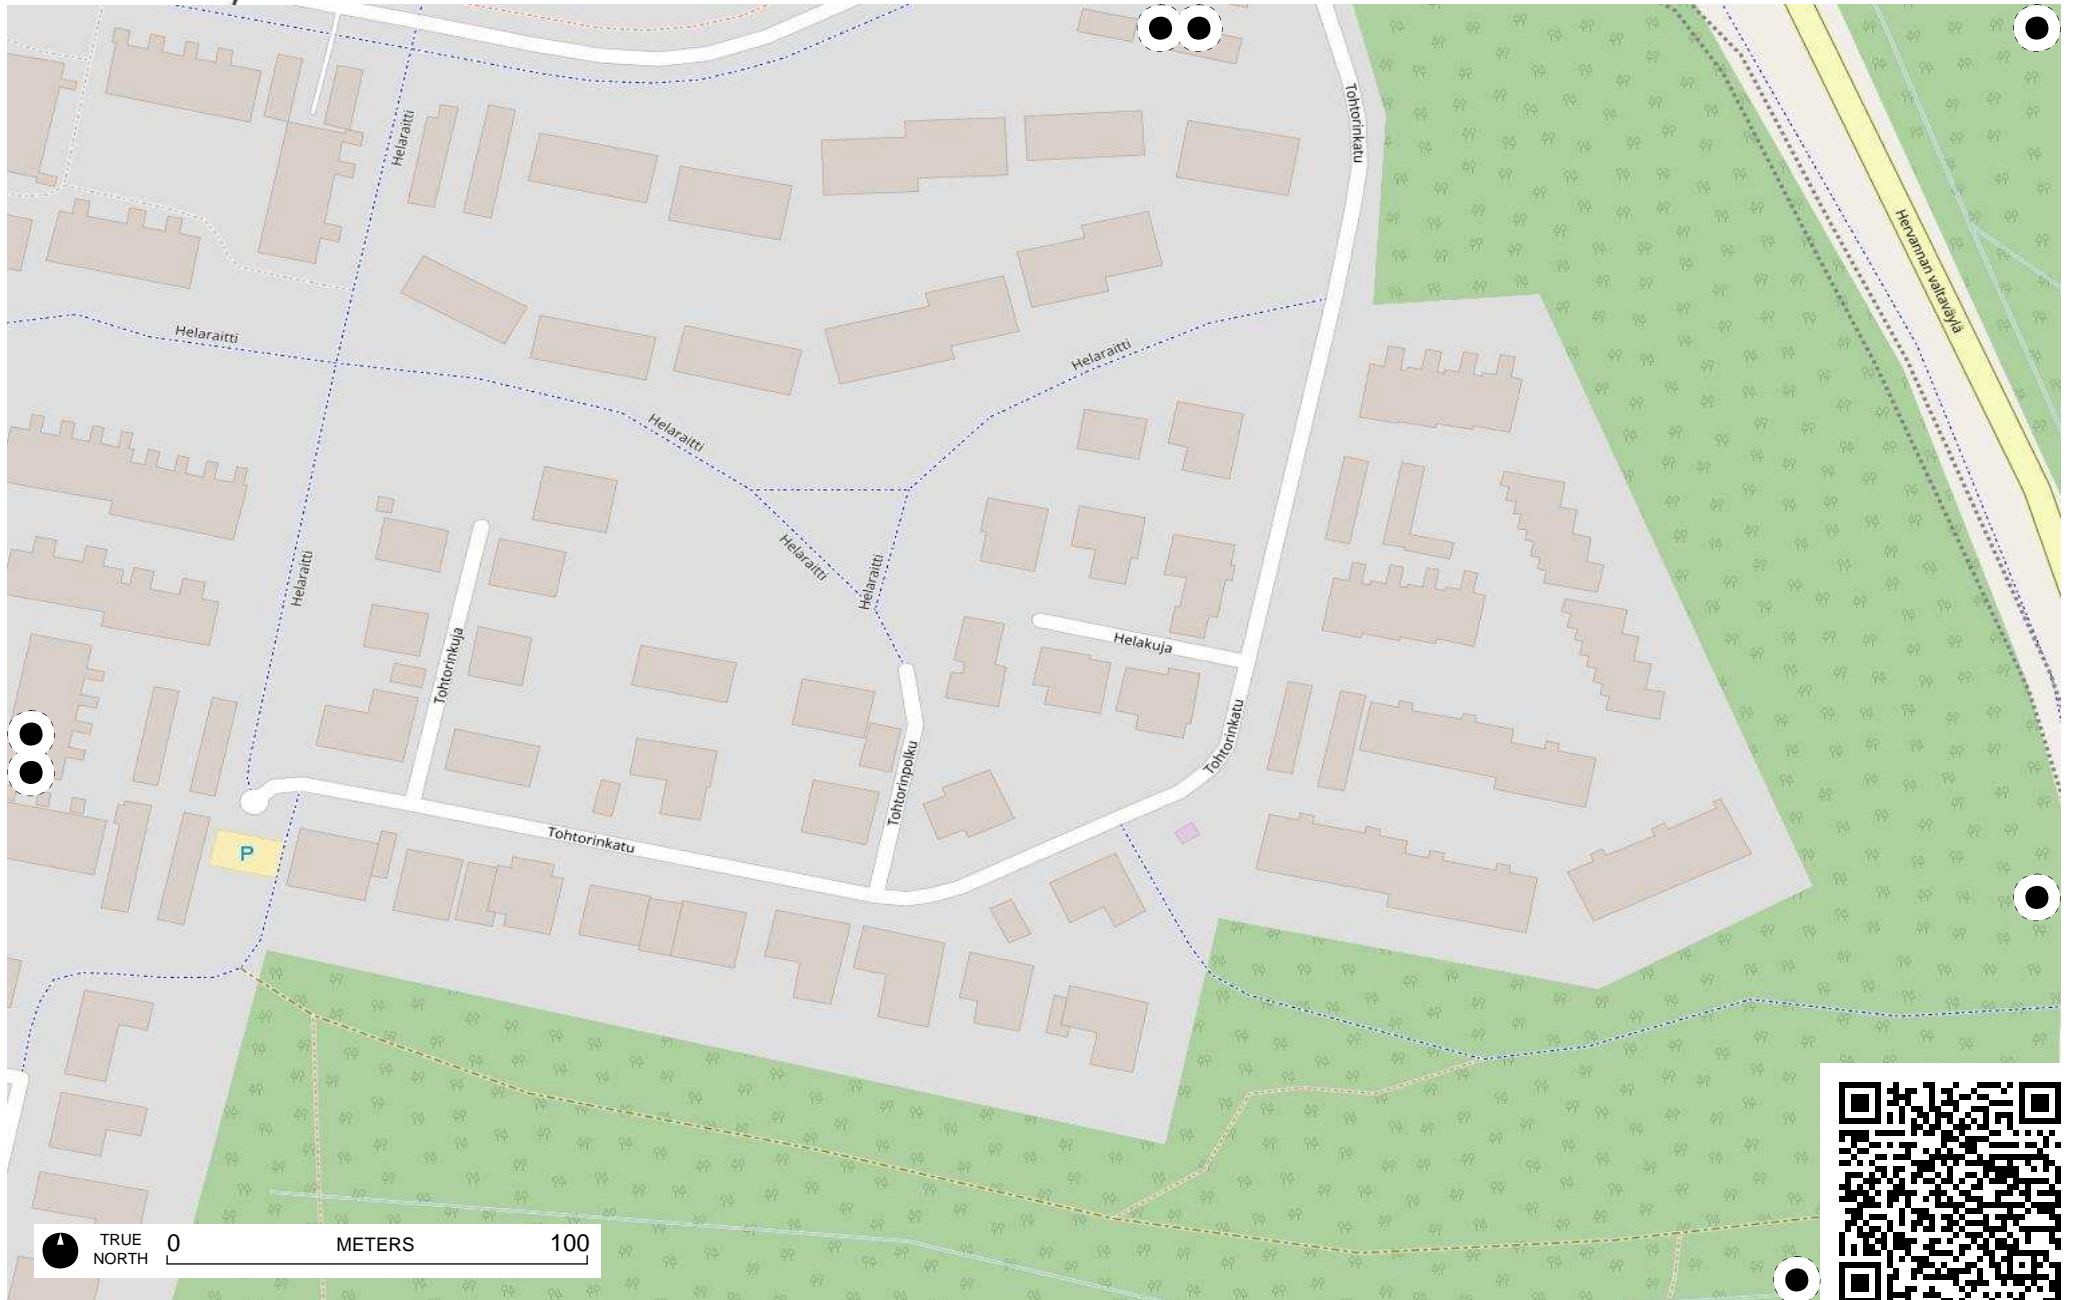 Tohtorinkatu
Helaraitti
Hervannan valtaväylä
Helaraitti
Helaraitti
Helaraitti
Helaraitti
Helaraitti
Helaraitti
Tohtorinkuja
Helakuja
Tohtorinkatu
Tohtorinpolku
Tohtorinkatu
P
TRUE
NORTH
0 METERS 100